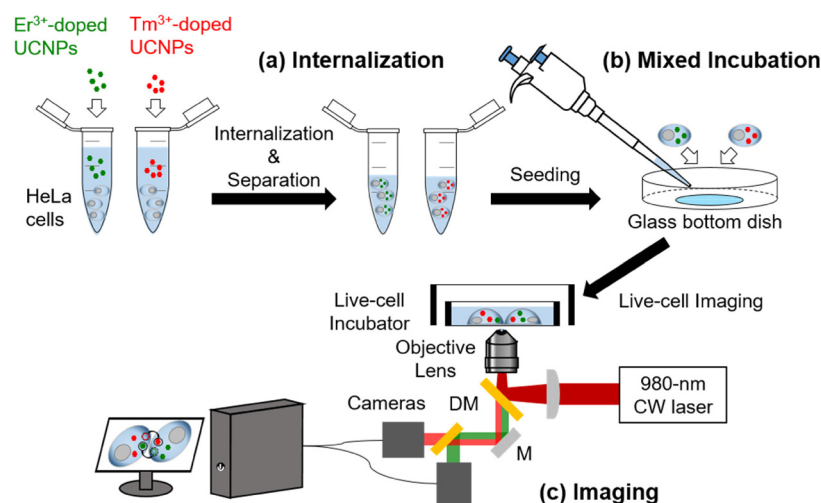 Er³⁺-doped
UCNPs
Tm³⁺-doped
UCNPs
(a) Internalization
(b) Mixed Incubation
Internalization
&
Separation
Seeding
HeLa
cells
Glass bottom dish
Live-cell
Incubator
Live-cell Imaging
Objective
Lens
980-nm
CW laser
Cameras
DM
M
(c) Imaging